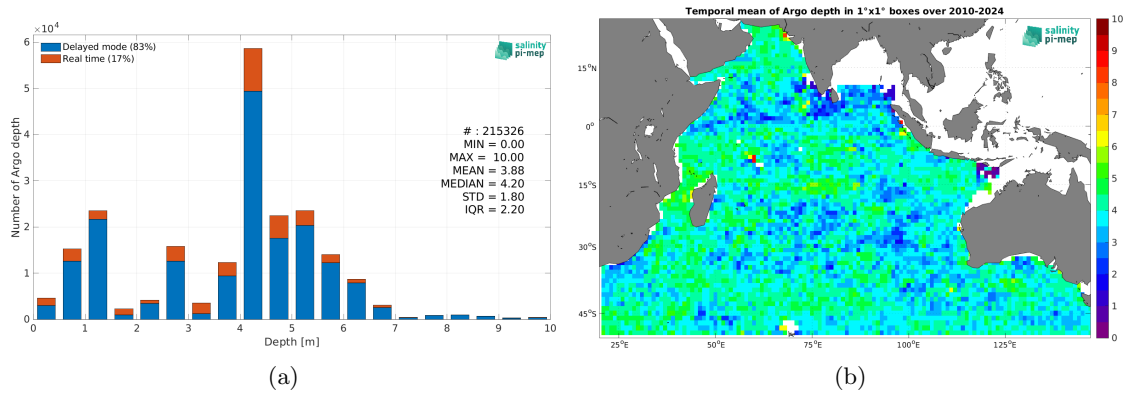 ×10⁴
6
5
4
3
2
1
0
Number of Argo depth
Delayed mode (83%)
Real time (17%)
salinity
pi-mep
# : 215326
MIN = 0.00
MAX = 10.00
MEAN = 3.88
MEDIAN = 4.20
STD = 1.80
IQR = 2.20
0 1 2 3 4 5 6 7 8 9 10
Depth [m]
(a)
Temporal mean of Argo depth in 1°x1° boxes over 2010-2024
salinity
pi-mep
15°N
0°
15°S
30°S
45°S
25°E 50°E 75°E 100°E 125°E
10
9
8
7
6
5
4
3
2
1
0
(b)